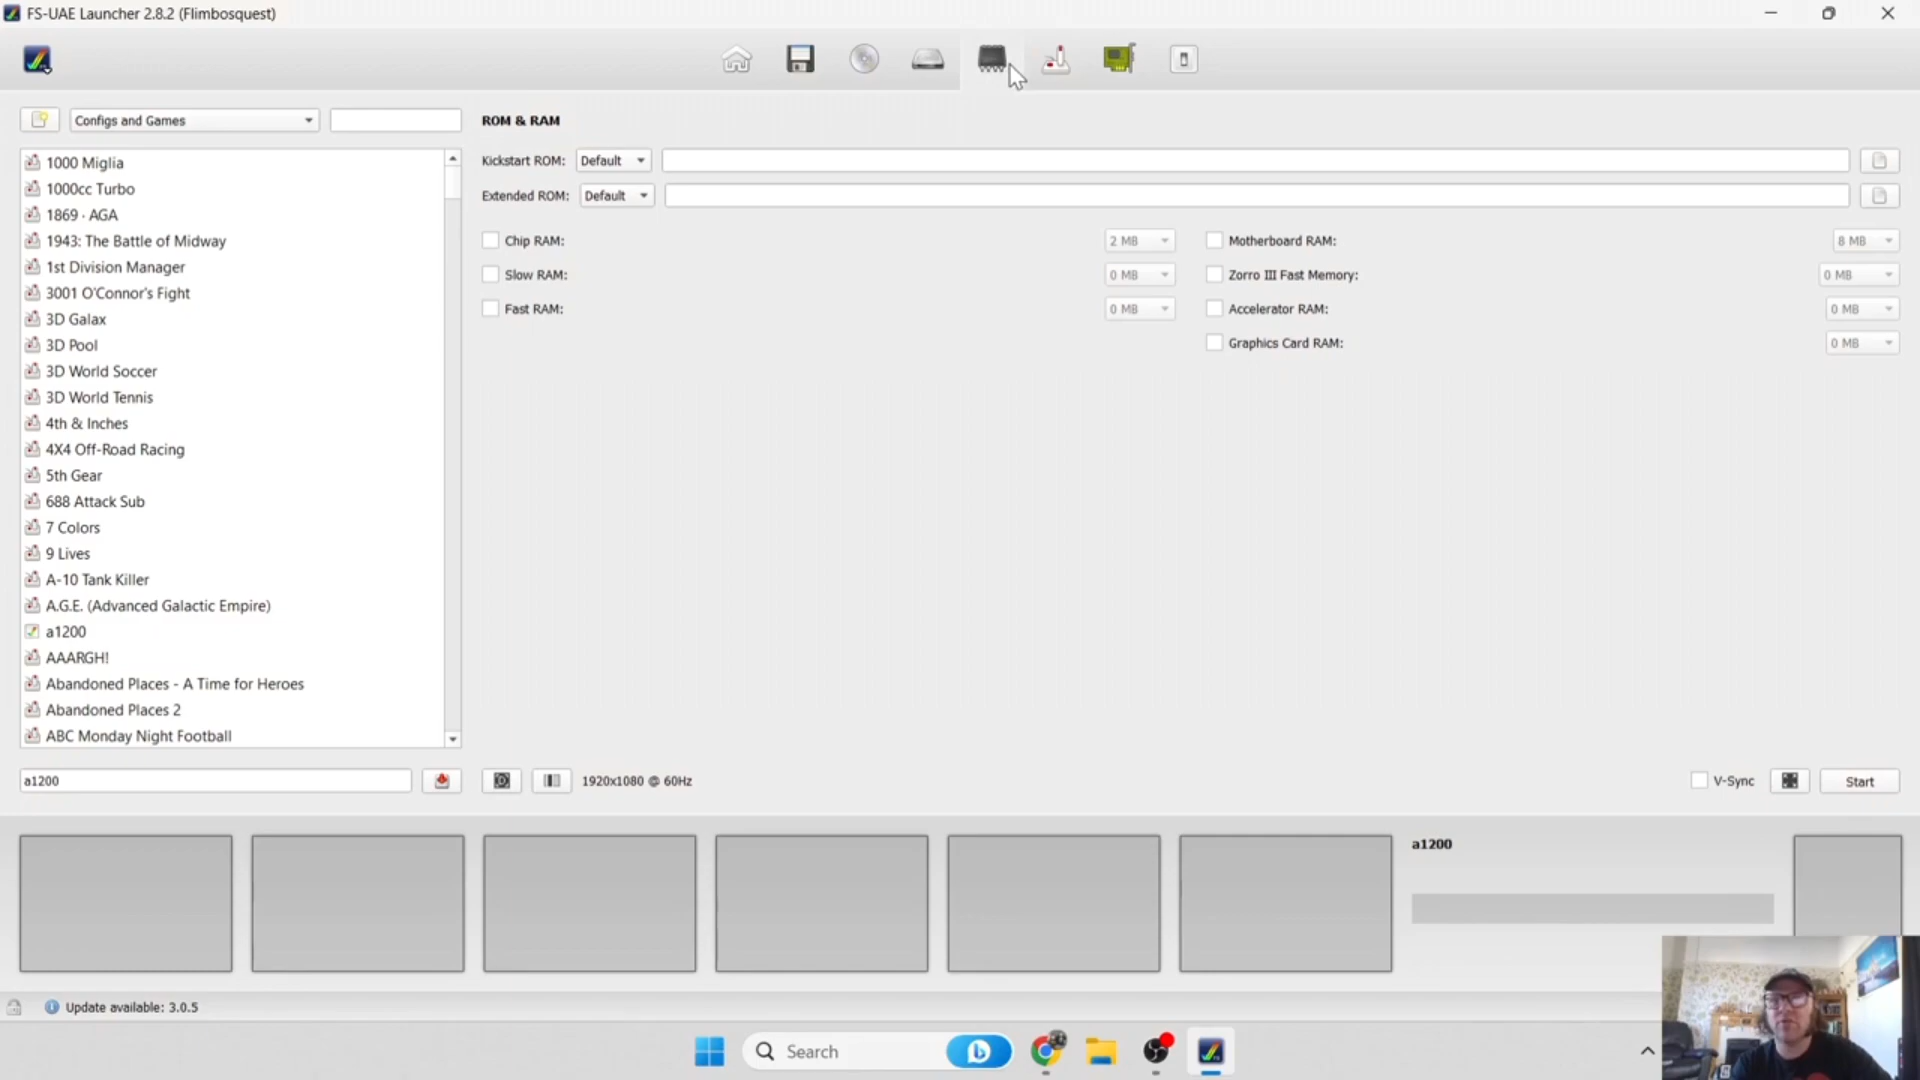 FS-UAE Launcher 2.8.2 (Flimbosquest)
Configs and Games
1000 Miglia
1000cc Turbo
1869 · AGA
1943: The Battle of Midway
1st Division Manager
3001 O'Connor's Fight
3D Galax
3D Pool
3D World Soccer
3D World Tennis
4th & Inches
4X4 Off-Road Racing
5th Gear
688 Attack Sub
7 Colors
9 Lives
A-10 Tank Killer
A.G.E. (Advanced Galactic Empire)
a1200
AAARGH!
Abandoned Places - A Time for Heroes
Abandoned Places 2
ABC Monday Night Football
a1200
ROM & RAM
Kickstart ROM: Default
Extended ROM: Default
Chip RAM: 2 MB
Slow RAM: 0 MB
Fast RAM: 0 MB
Motherboard RAM: 8 MB
Zorro III Fast Memory: 0 MB
Accelerator RAM: 0 MB
Graphics Card RAM: 0 MB
1920x1080 @ 60Hz
V-Sync
Start
a1200
Update available: 3.0.5
Search